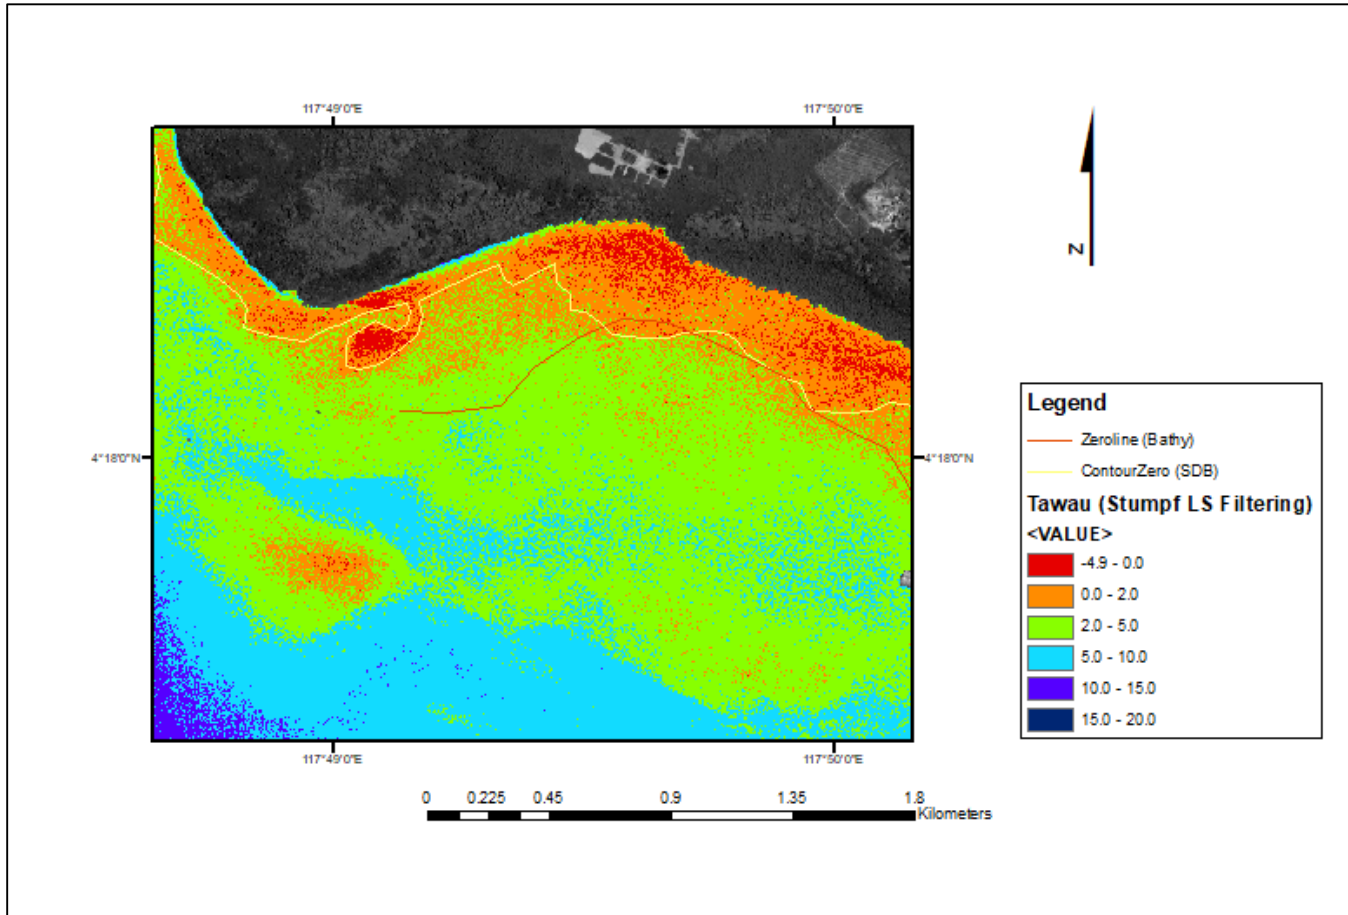 117°49'0"E 117°50'0"E
4°18'0"N 4°18'0"N
117°49'0"E 117°50'0"E
N
Legend
Zeroline (Bathy)
ContourZero (SDB)
Tawau (Stumpf LS Filtering)
<VALUE>
-4.9 - 0.0
0.0 - 2.0
2.0 - 5.0
5.0 - 10.0
10.0 - 15.0
15.0 - 20.0
0 0.225 0.45 0.9 1.35 1.8
Kilometers